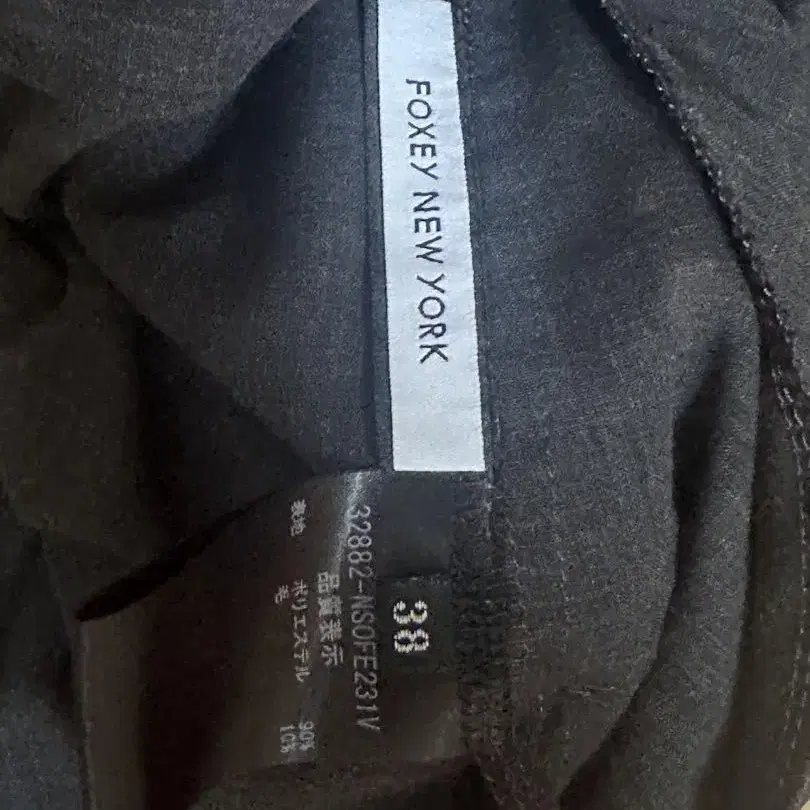 FOXEY NEW YORK
38
32882-NSOFE231V
品質表示
表地 ポリエステル 90%
毛 10%